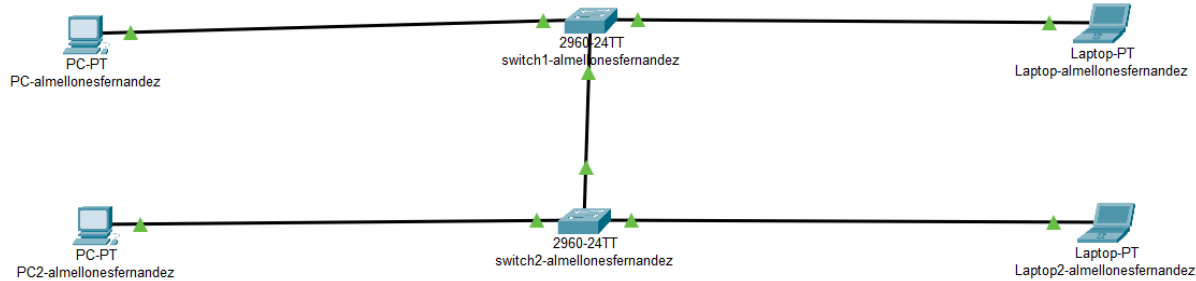 PC-PT
PC-almellonesfernandez
2960-24TT
switch1-almellonesfernandez
Laptop-PT
Laptop-almellonesfernandez
PC-PT
PC2-almellonesfernandez
2960-24TT
switch2-almellonesfernandez
Laptop-PT
Laptop2-almellonesfernandez